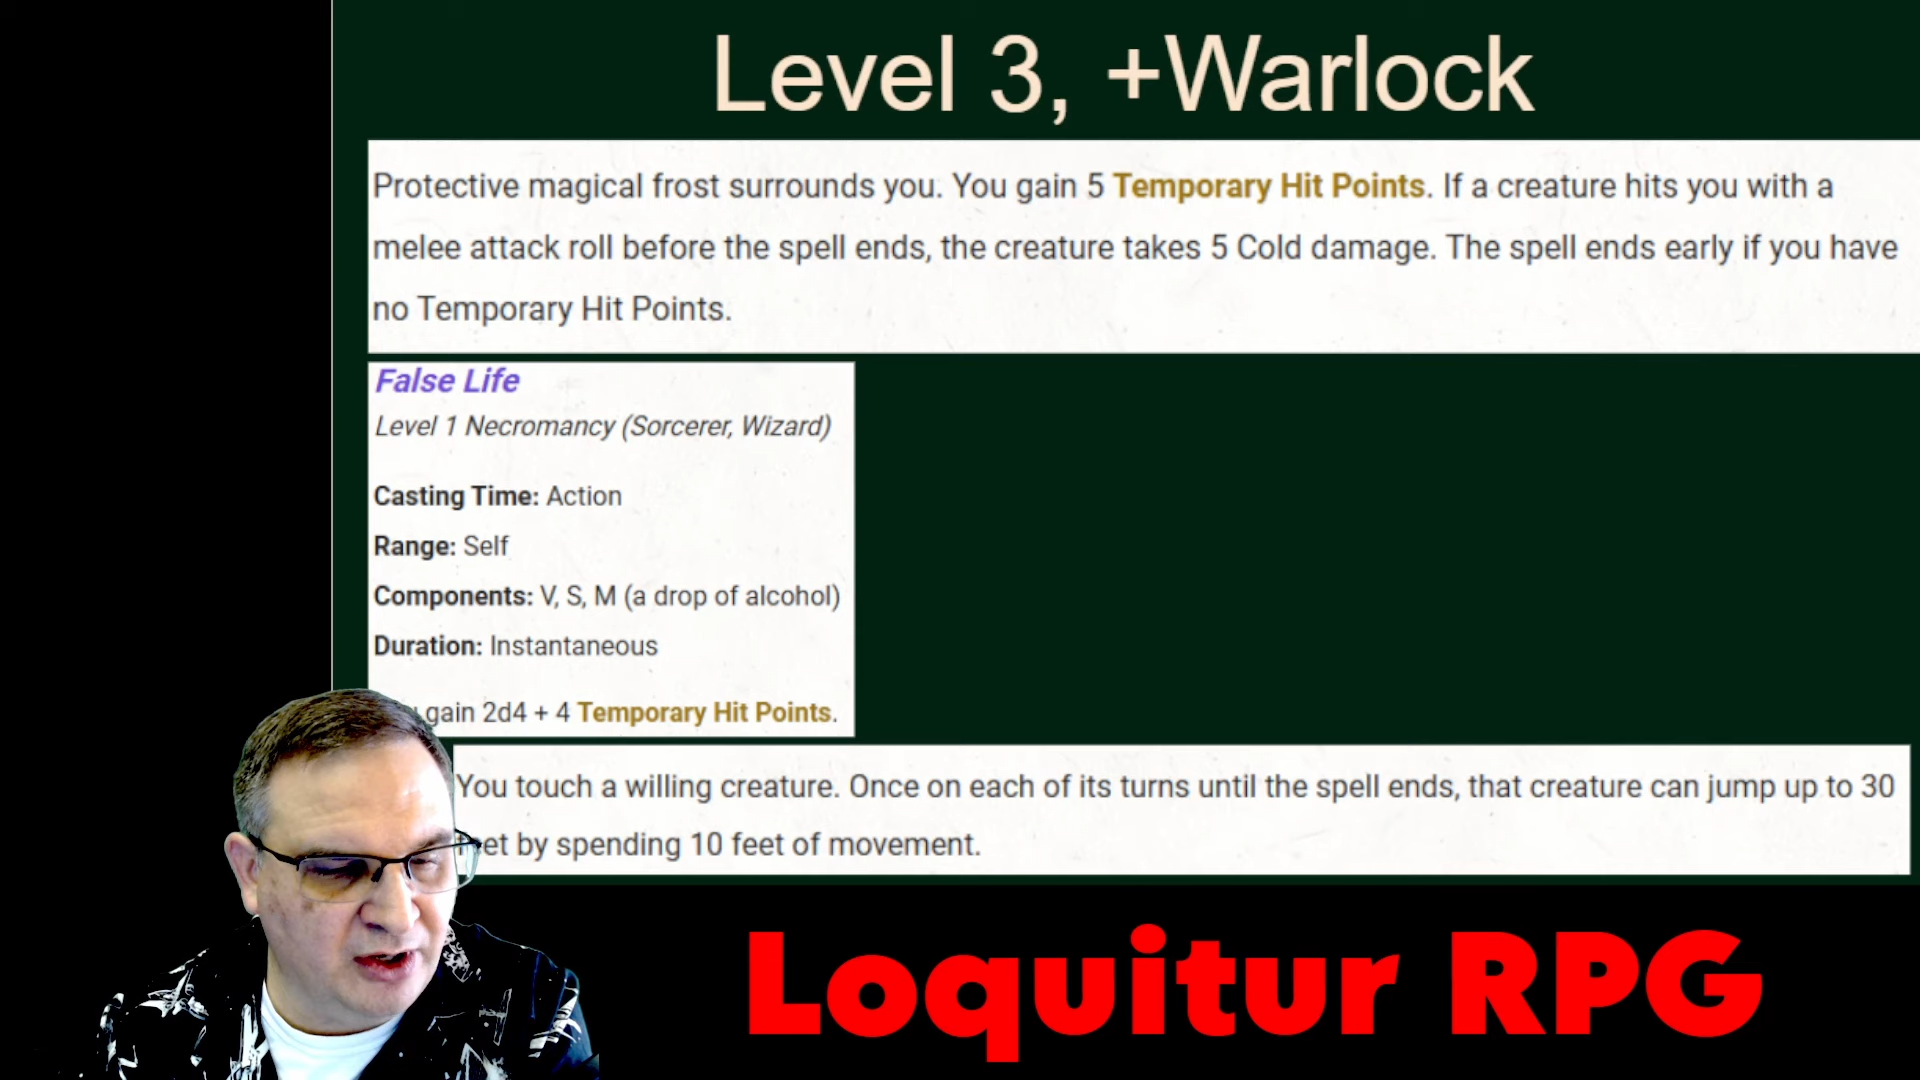 Level 3, +Warlock
Protective magical frost surrounds you. You gain 5 Temporary Hit Points. If a creature hits you with a
melee attack roll before the spell ends, the creature takes 5 Cold damage. The spell ends early if you have
no Temporary Hit Points.
False Life
Level 1 Necromancy (Sorcerer, Wizard)
Casting Time: Action
Range: Self
Components: V, S, M (a drop of alcohol)
Duration: Instantaneous
gain 2d4 + 4 Temporary Hit Points.
You touch a willing creature. Once on each of its turns until the spell ends, that creature can jump up to 30
by spending 10 feet of movement.
Loquitur RPG